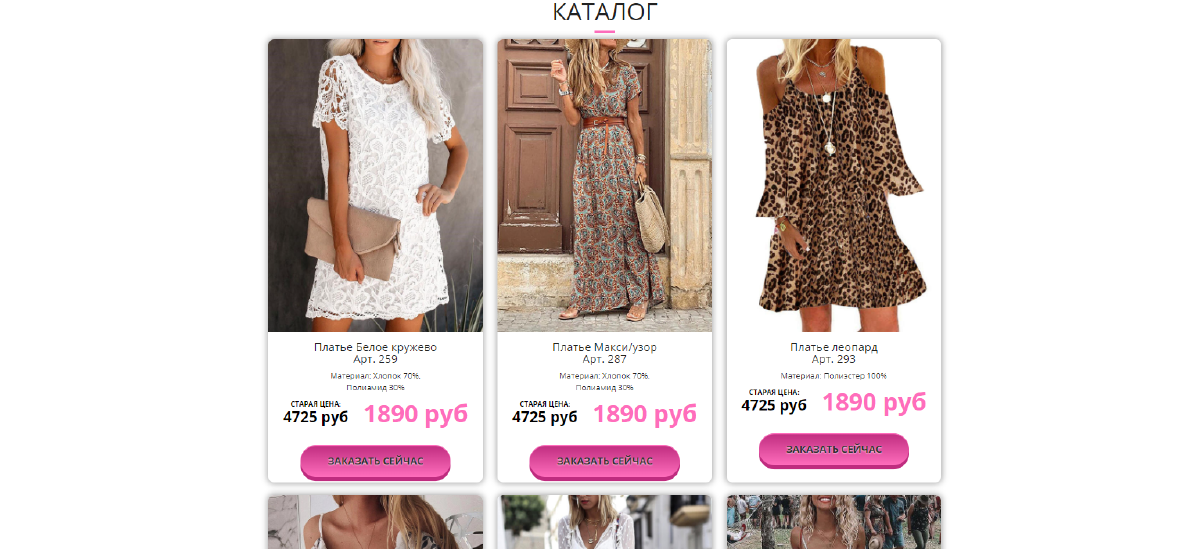 КАТАЛОГ
Платье Белое кружево
Арт. 259
Материал: Хлопок 70%,
Полиамид 30%
СТАРАЯ ЦЕНА:
4725 руб
1890 руб
ЗАКАЗАТЬ СЕЙЧАС
Платье Макси/узор
Арт. 287
Материал: Хлопок 70%,
Полиамид 30%
СТАРАЯ ЦЕНА:
4725 руб
1890 руб
ЗАКАЗАТЬ СЕЙЧАС
Платье леопард
Арт. 293
Материал: Полиэстер 100%
СТАРАЯ ЦЕНА:
4725 руб
1890 руб
ЗАКАЗАТЬ СЕЙЧАС